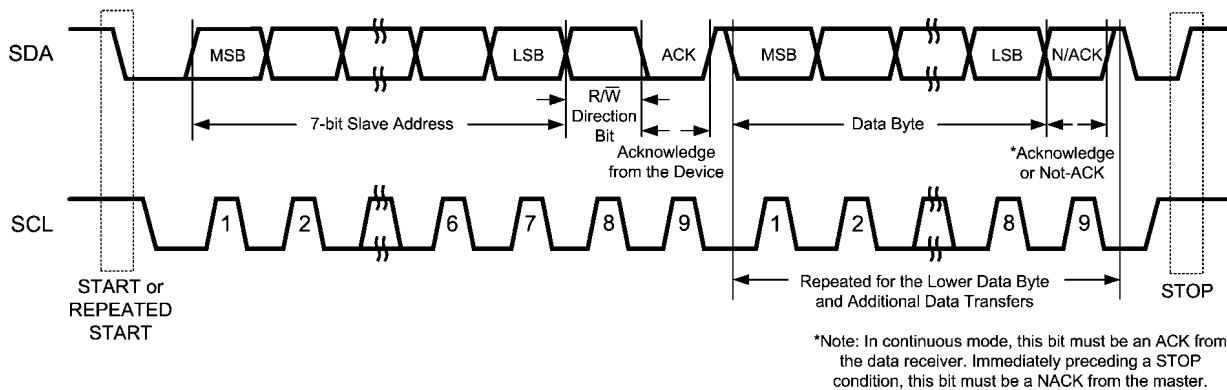 SDA
MSB
LSB
ACK
MSB
LSB
N/ACK
R/W̅
Direction
Bit
7-bit Slave Address
Acknowledge
from the Device
Data Byte
*Acknowledge
or Not-ACK
SCL
1
2
6
7
8
9
1
2
8
9
START or
REPEATED
START
Repeated for the Lower Data Byte
and Additional Data Transfers
STOP
*Note: In continuous mode, this bit must be an ACK from
the data receiver. Immediately preceding a STOP
condition, this bit must be a NACK from the master.